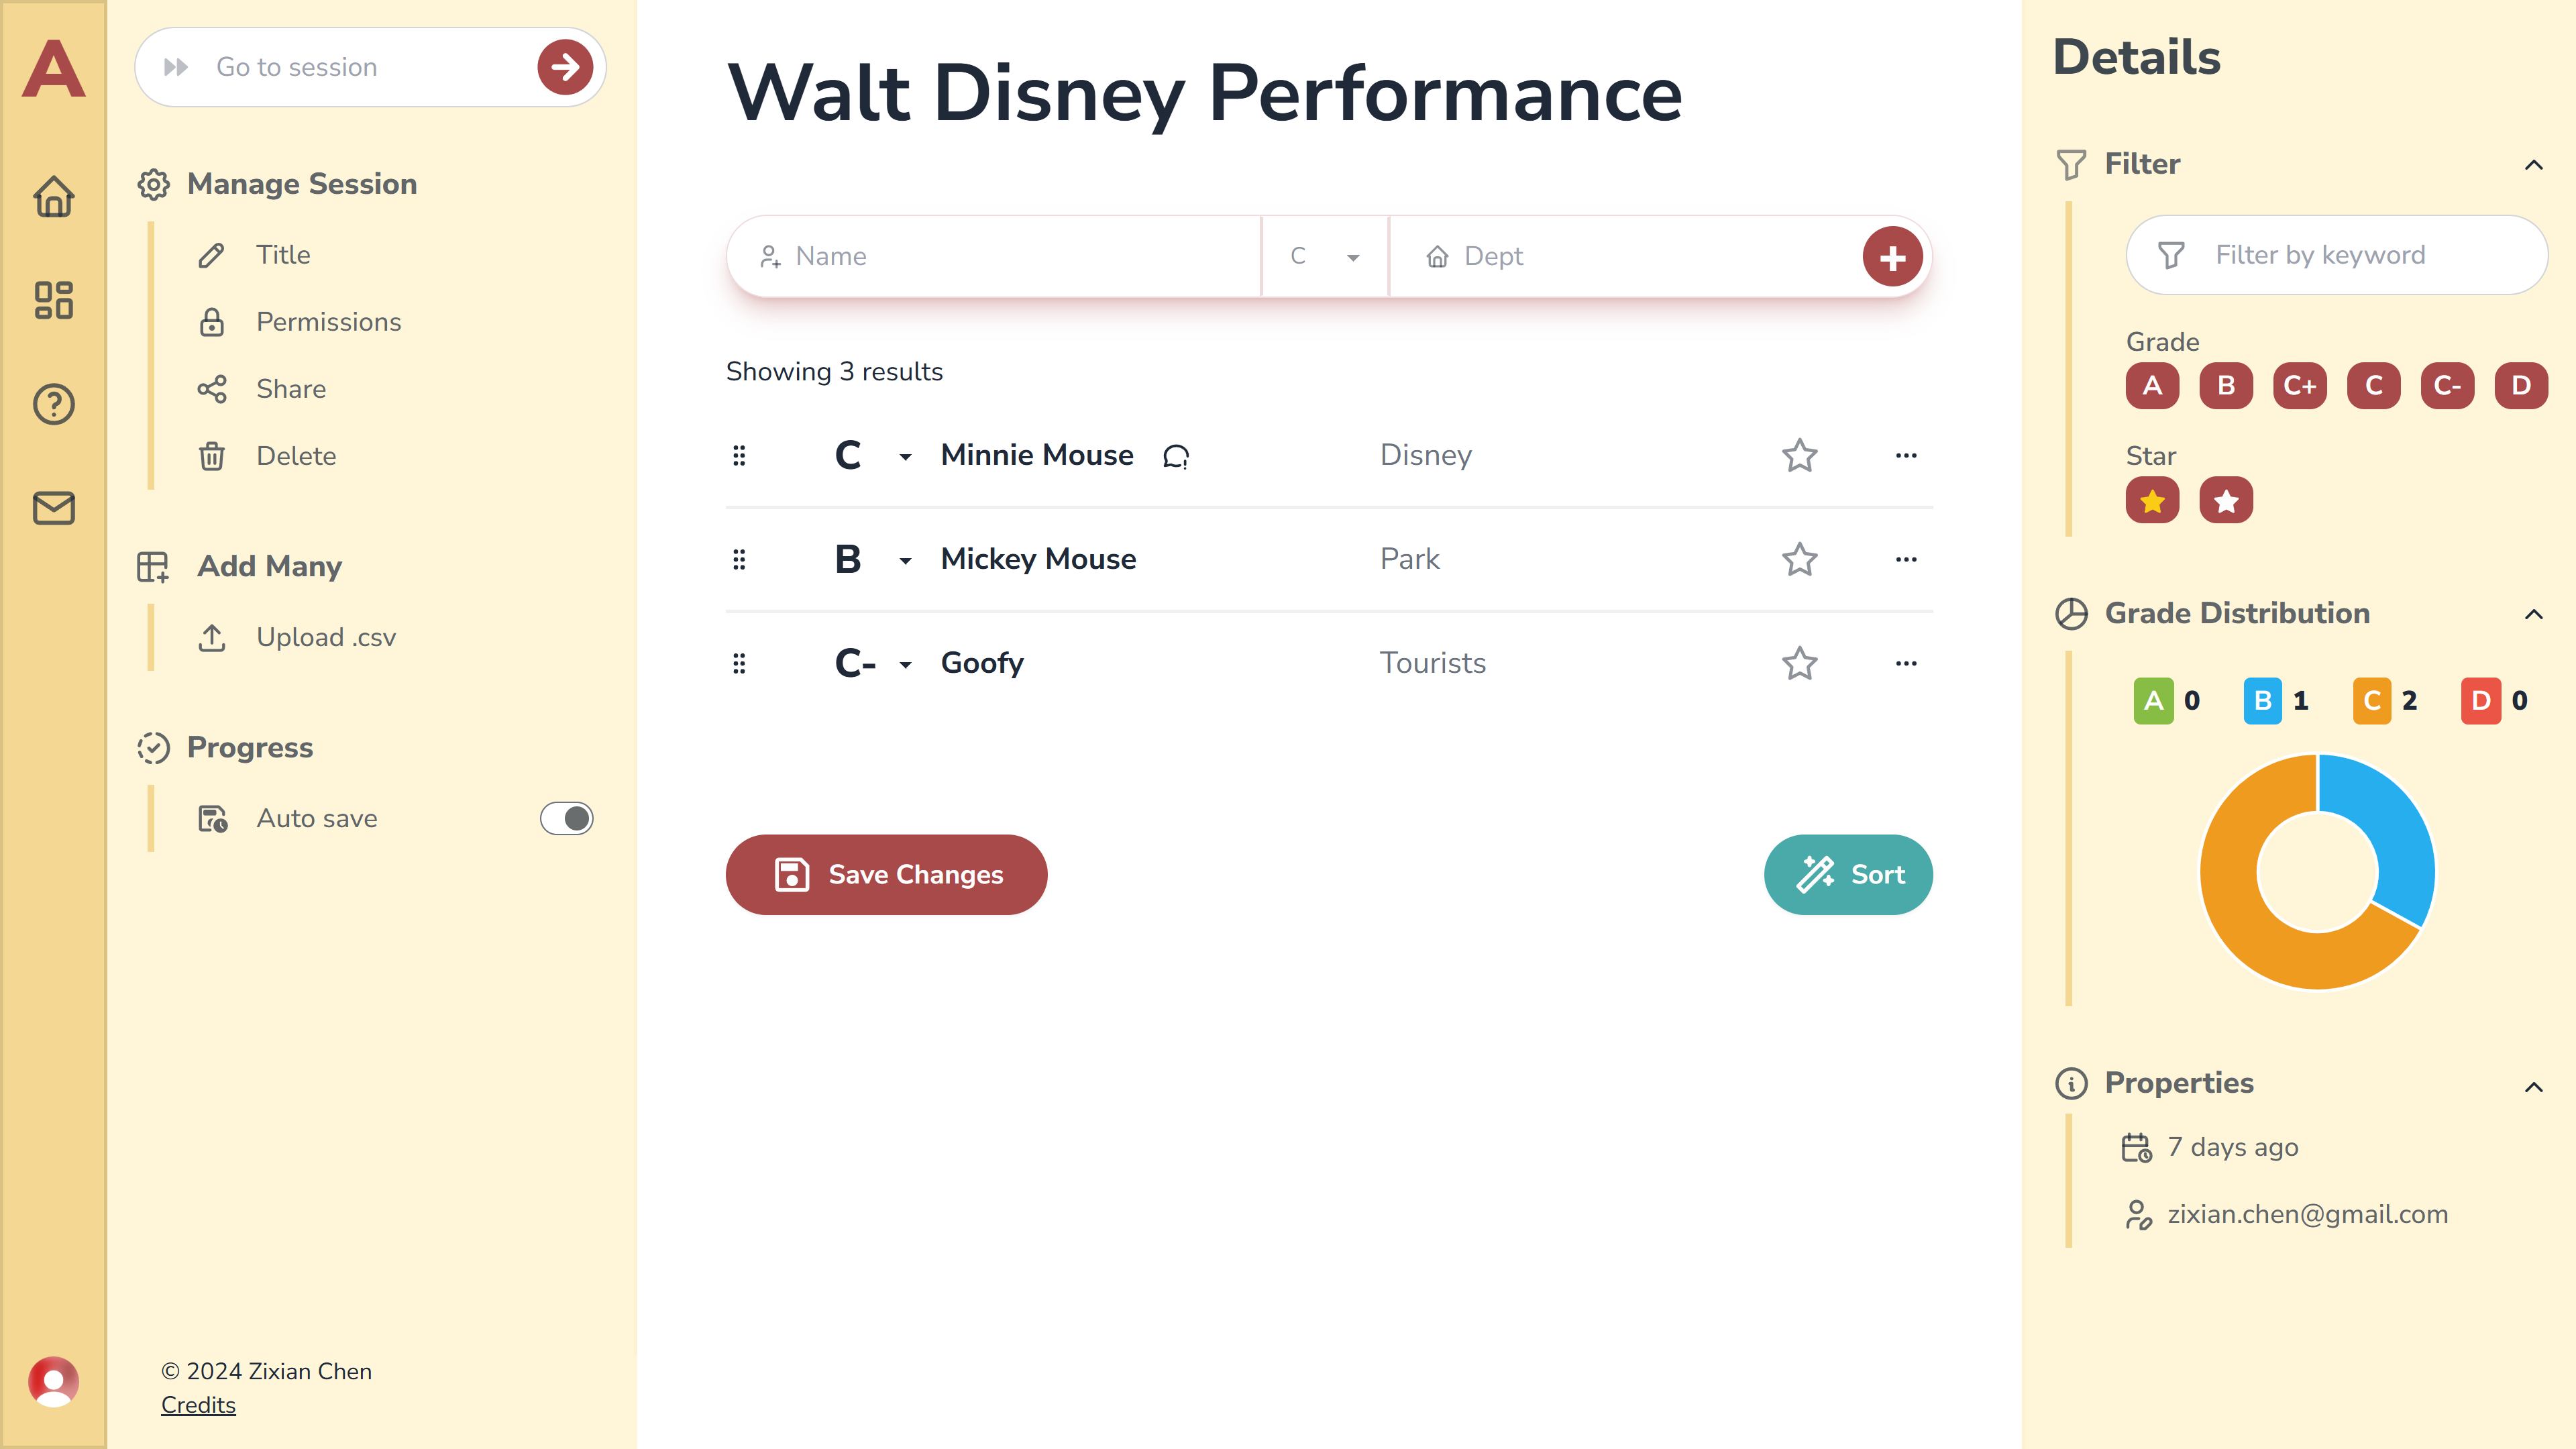 A
Go to session
Manage Session
Title
Permissions
Share
Delete
Add Many
Upload .csv
Progress
Auto save
© 2024 Zixian Chen
Credits
Walt Disney Performance
Name C Dept
Showing 3 results
C Minnie Mouse Disney
B Mickey Mouse Park
C- Goofy Tourists
Save Changes Sort
Details
Filter
Filter by keyword
Grade
A B C+ C C- D
Star
Grade Distribution
A 0 B 1 C 2 D 0
Properties
7 days ago
zixian.chen@gmail.com